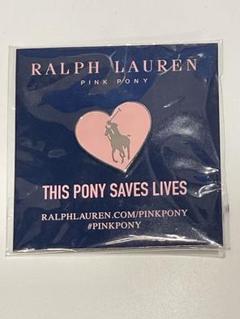 RALPH LAUREN
PINK PONY
THIS PONY SAVES LIVES
RALPHLAUREN.COM/PINKPONY
#PINKPONY